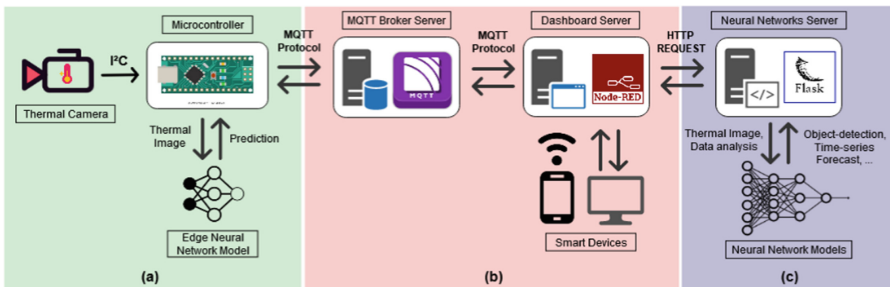 Microcontroller
MQTT Broker Server
Dashboard Server
Neural Networks Server
MQTT
Protocol
MQTT
Protocol
HTTP
REQUEST
I²C
MQTT
Node-RED
</>
Flask
Thermal Camera
Thermal
Image
Prediction
Thermal Image,
Data analysis
Object-detection,
Time-series
Forecast, ...
Edge Neural
Network Model
Smart Devices
Neural Network Models
(a)
(b)
(c)